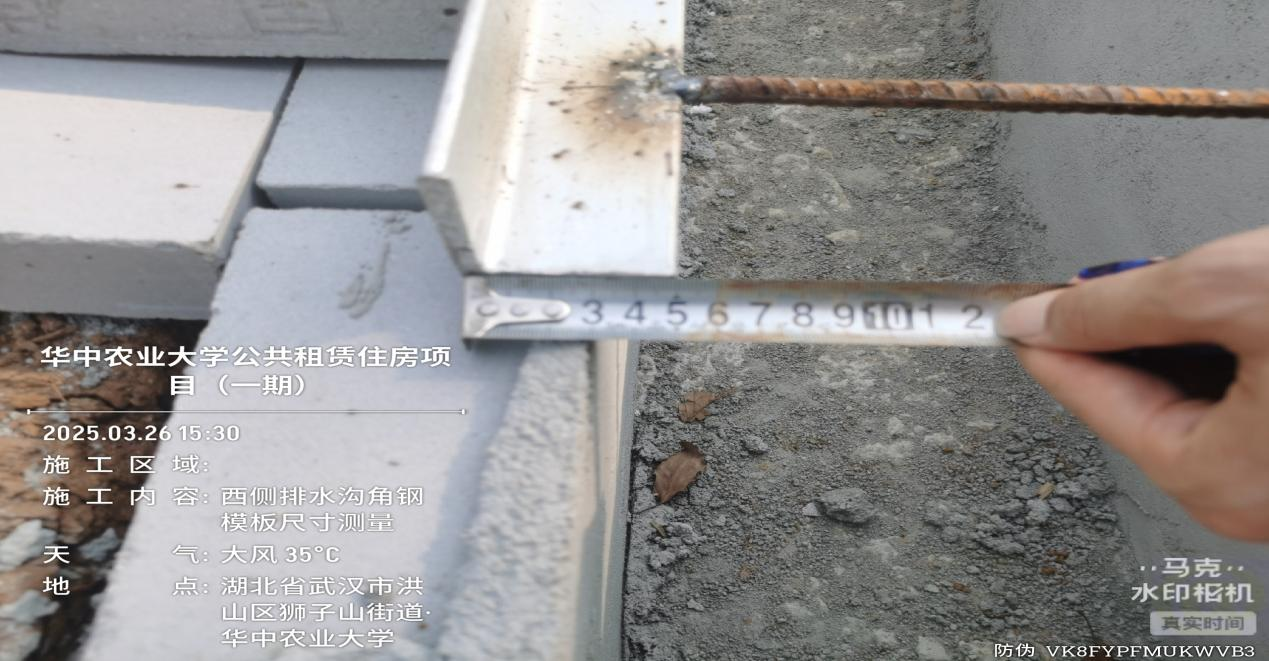 3 4 5 6 7 8 9 10 1 2
华中农业大学公共租赁住房项
目（一期）
2025.03.26 15:30
施工区域:
施工内容: 西侧排水沟角钢
模板尺寸测量
天气: 大风 35°C
地点: 湖北省武汉市洪
山区狮子山街道·
华中农业大学
马克
水印相机
真实时间
防伪 VK8FYPFMUKWVB3